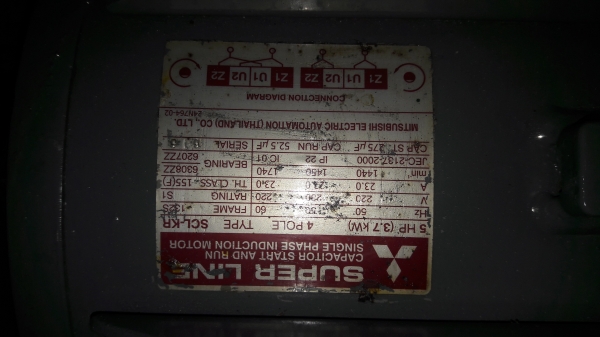 SUPER LINE
CAPACITOR START AND RUN
SINGLE PHASE INDUCTION MOTOR
5 HP (3.7 kW) 4 POLE TYPE SCL-KR
Hz 50 60 FRAME
V 220 220 RATING S1
A 23.0 23.0 TH. CLASS 155(F)
min⁻¹ 1440 1450 1740 BEARING 6308ZZ
JEC-2137-2000 IP 22 IC 01 6207ZZ
CAP ST. 275 µF CAP RUN 52.5 µF SERIAL
MITSUBISHI ELECTRIC AUTOMATION (THAILAND) CO., LTD.
CONNECTION DIAGRAM
Z2 U2 U1 Z1 Z2 U2 U1 Z1